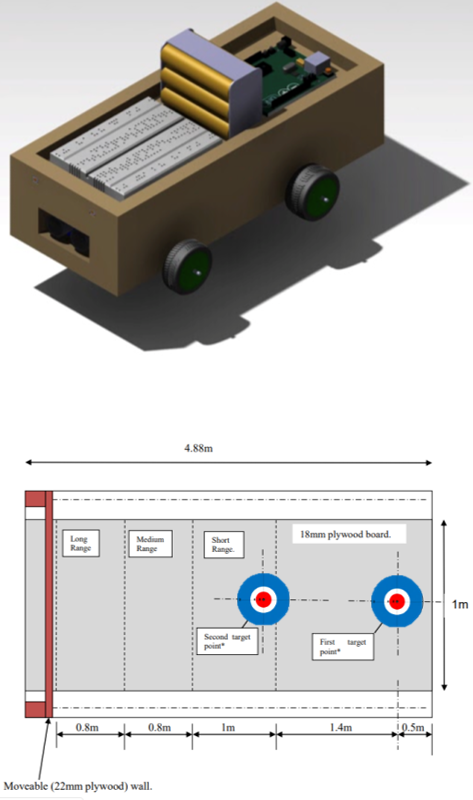 4.88m
Long
Range
Medium
Range
Short
Range.
18mm plywood board.
1m
Second target
point*
First target
point*
0.8m
0.8m
1m
1.4m
0.5m
Moveable (22mm plywood) wall.